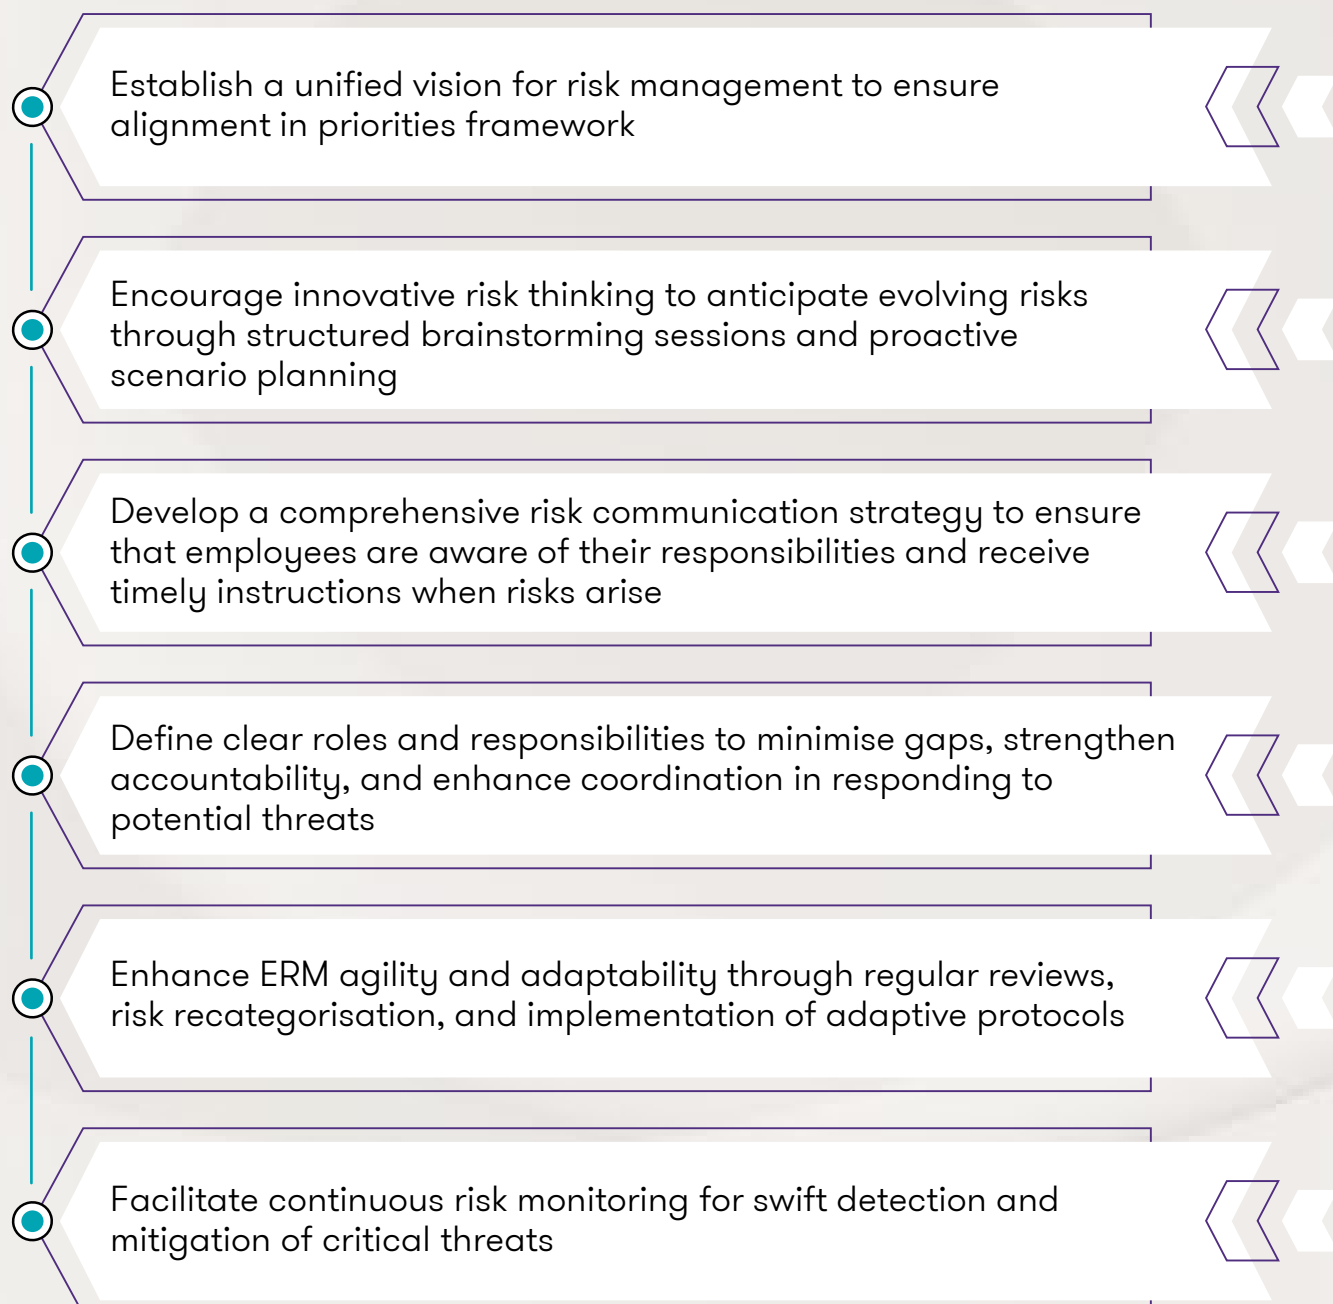 Establish a unified vision for risk management to ensure
alignment in priorities framework
Encourage innovative risk thinking to anticipate evolving risks
through structured brainstorming sessions and proactive
scenario planning
Develop a comprehensive risk communication strategy to ensure
that employees are aware of their responsibilities and receive
timely instructions when risks arise
Define clear roles and responsibilities to minimise gaps, strengthen
accountability, and enhance coordination in responding to
potential threats
Enhance ERM agility and adaptability through regular reviews,
risk recategorisation, and implementation of adaptive protocols
Facilitate continuous risk monitoring for swift detection and
mitigation of critical threats